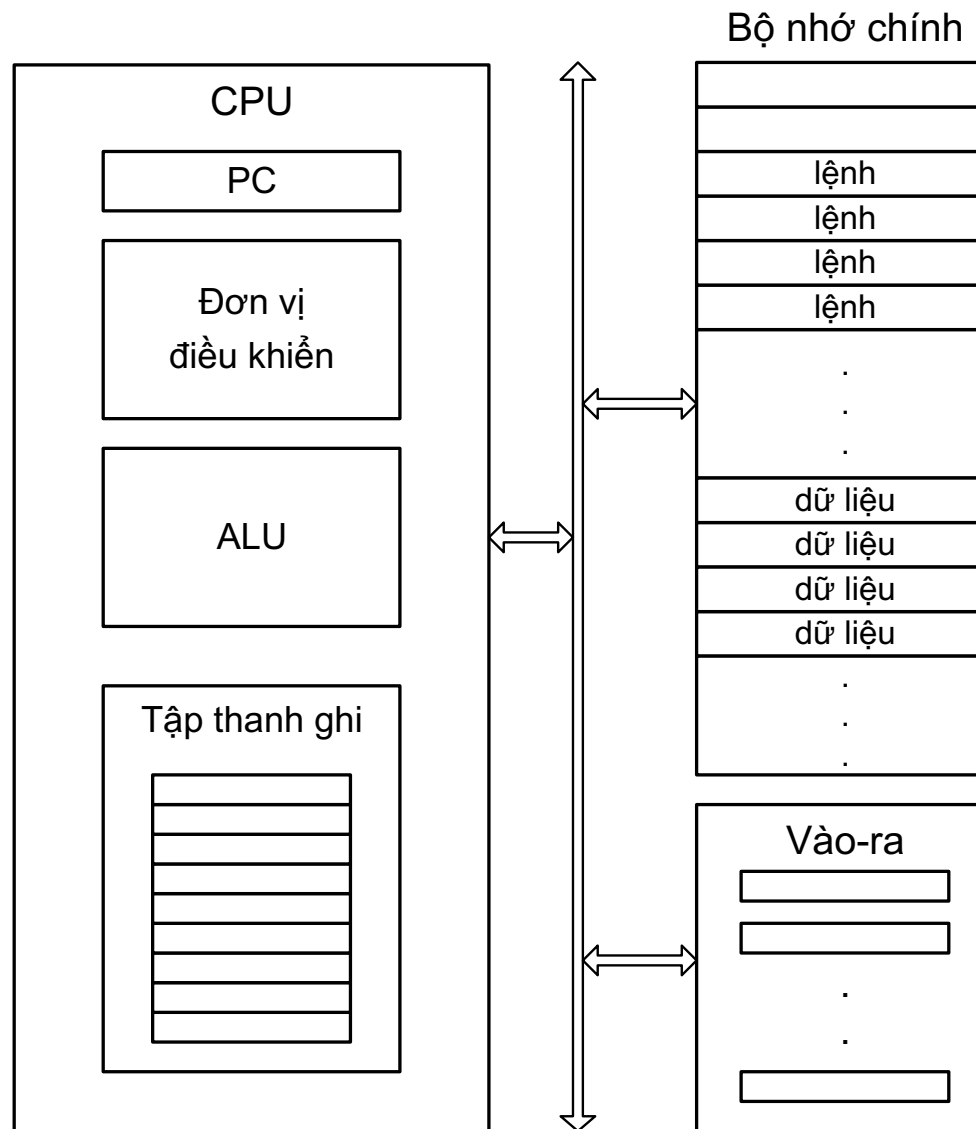 Bộ nhớ chính
CPU
PC
Đơn vị
điều khiển
ALU
Tập thanh ghi
lệnh
lệnh
lệnh
lệnh
.
.
.
dữ liệu
dữ liệu
dữ liệu
dữ liệu
.
.
.
Vào-ra
.
.